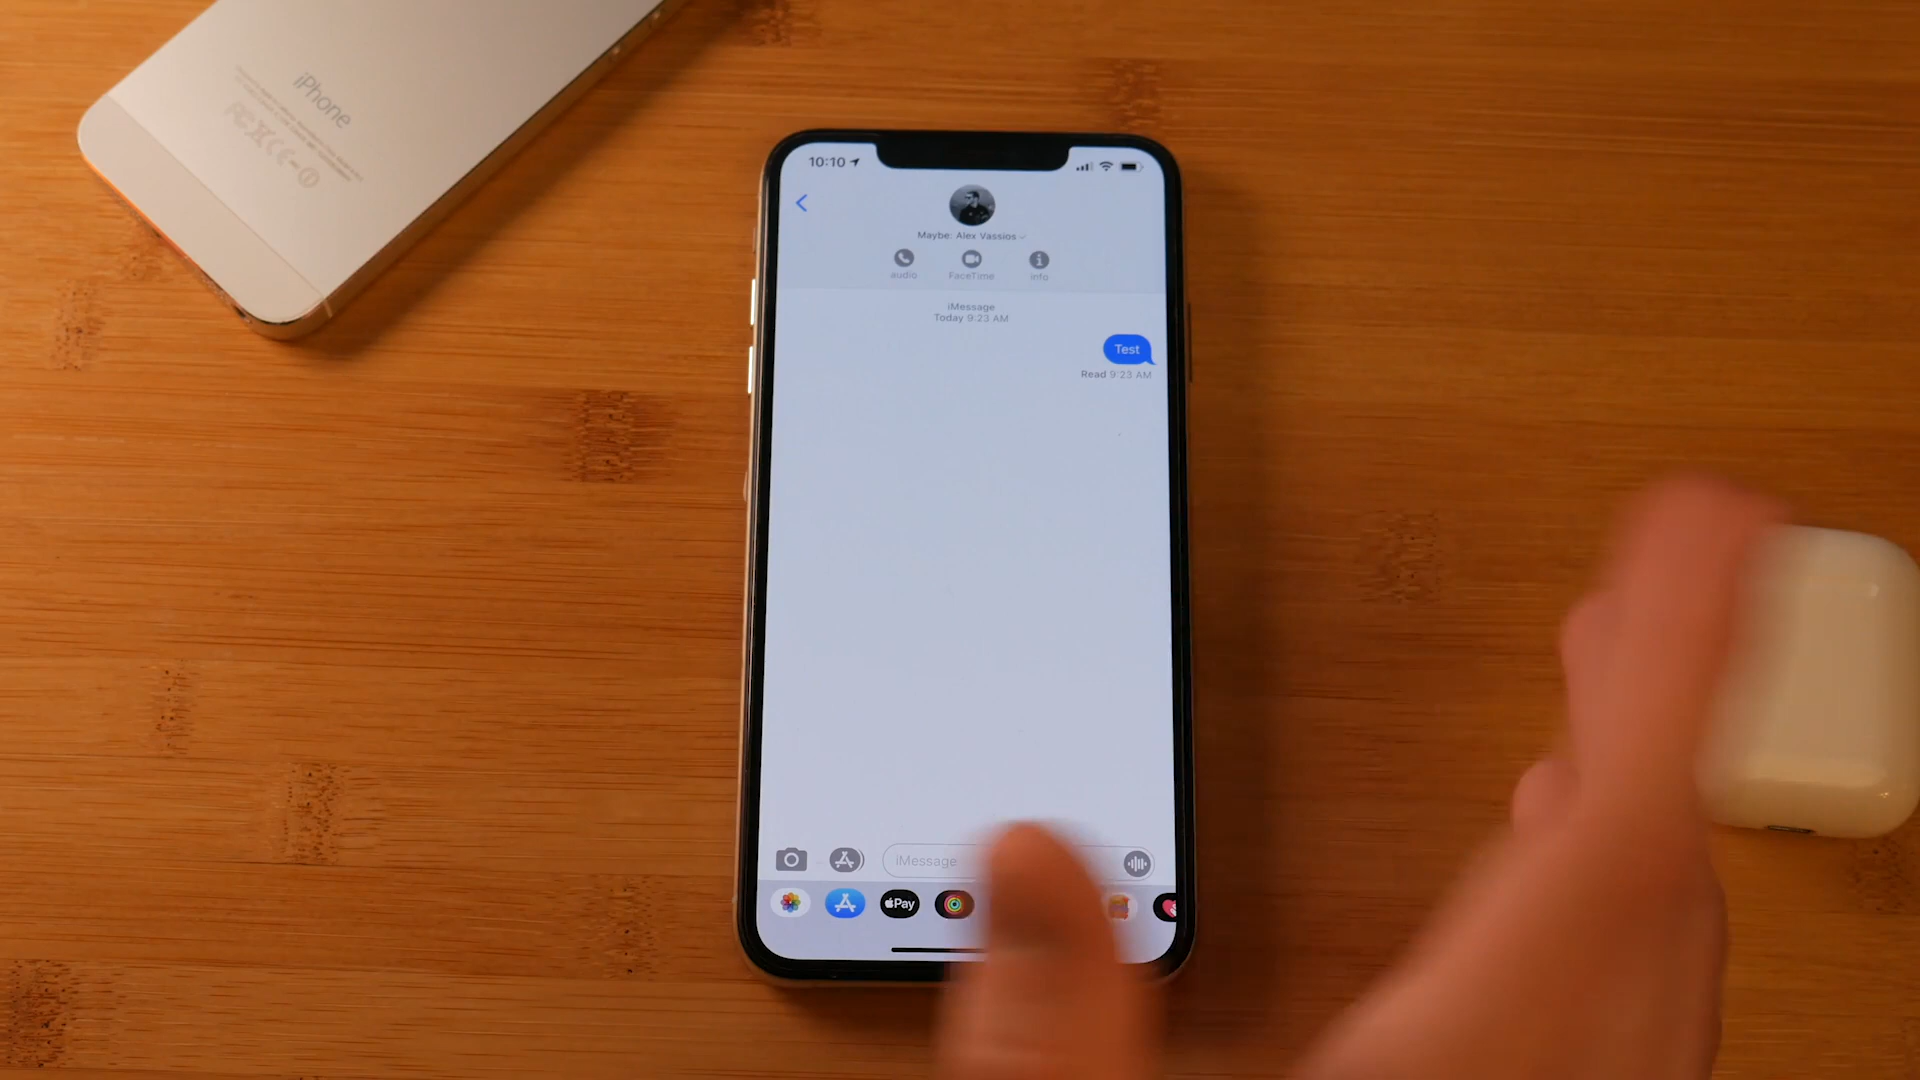 iPhone
10:10
Maybe: Alex Vassios
audio FaceTime info
iMessage
Today 9:23 AM
Test
Read 9:23 AM
iMessage
Pay